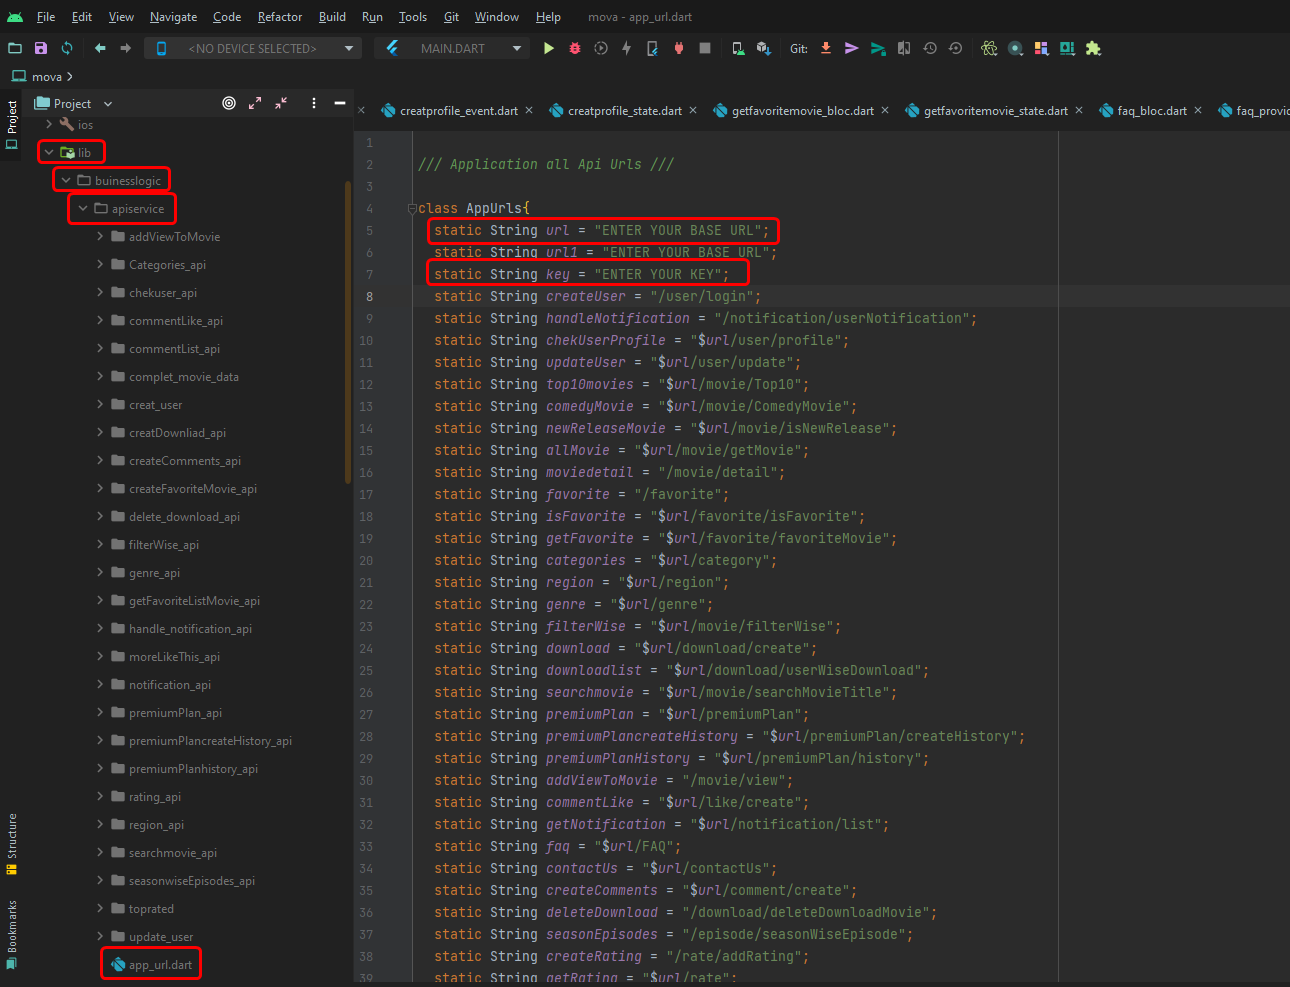 File Edit View Navigate Code Refactor Build Run Tools Git Window Help mova - app_url.dart
<NO DEVICE SELECTED> MAIN.DART Git:
mova
Project
creatprofile_event.dart creatprofile_state.dart getfavoritemovie_bloc.dart getfavoritemovie_state.dart faq_bloc.dart faq_provid
Project
ios
lib
buinesslogic
apiservice
addViewToMovie
Categories_api
chekuser_api
commentLike_api
commentList_api
complet_movie_data
creat_user
creatDownliad_api
createComments_api
createFavoriteMovie_api
delete_download_api
filterWise_api
genre_api
getFavoriteListMovie_api
handle_notification_api
moreLikeThis_api
notification_api
premiumPlan_api
premiumPlancreateHistory_api
premiumPlanhistory_api
rating_api
region_api
searchmovie_api
seasonwiseEpisodes_api
toprated
update_user
app_url.dart
Structure
Bookmarks
1
2 /// Application all Api Urls ///
3
4 class AppUrls{
5 static String url = "ENTER YOUR BASE URL";
6 static String url1 = "ENTER YOUR BASE URL";
7 static String key = "ENTER YOUR KEY";
8 static String createUser = "/user/login";
9 static String handleNotification = "/notification/userNotification";
10 static String chekUserProfile = "$url/user/profile";
11 static String updateUser = "$url/user/update";
12 static String top10movies = "$url/movie/Top10";
13 static String comedyMovie = "$url/movie/ComedyMovie";
14 static String newReleaseMovie = "$url/movie/isNewRelease";
15 static String allMovie = "$url/movie/getMovie";
16 static String moviedetail = "/movie/detail";
17 static String favorite = "/favorite";
18 static String isFavorite = "$url/favorite/isFavorite";
19 static String getFavorite = "$url/favorite/favoriteMovie";
20 static String categories = "$url/category";
21 static String region = "$url/region";
22 static String genre = "$url/genre";
23 static String filterWise = "$url/movie/filterWise";
24 static String download = "$url/download/create";
25 static String downloadlist = "$url/download/userWiseDownload";
26 static String searchmovie = "$url/movie/searchMovieTitle";
27 static String premiumPlan = "$url/premiumPlan";
28 static String premiumPlancreateHistory = "$url/premiumPlan/createHistory";
29 static String premiumPlanHistory = "$url/premiumPlan/history";
30 static String addViewToMovie = "/movie/view";
31 static String commentLike = "$url/like/create";
32 static String getNotification = "$url/notification/list";
33 static String faq = "$url/FAQ";
34 static String contactUs = "$url/contactUs";
35 static String createComments = "$url/comment/create";
36 static String deleteDownload = "/download/deleteDownloadMovie";
37 static String seasonEpisodes = "/episode/seasonWiseEpisode";
38 static String createRating = "/rate/addRating";
39 static String getRating = "$url/rate";